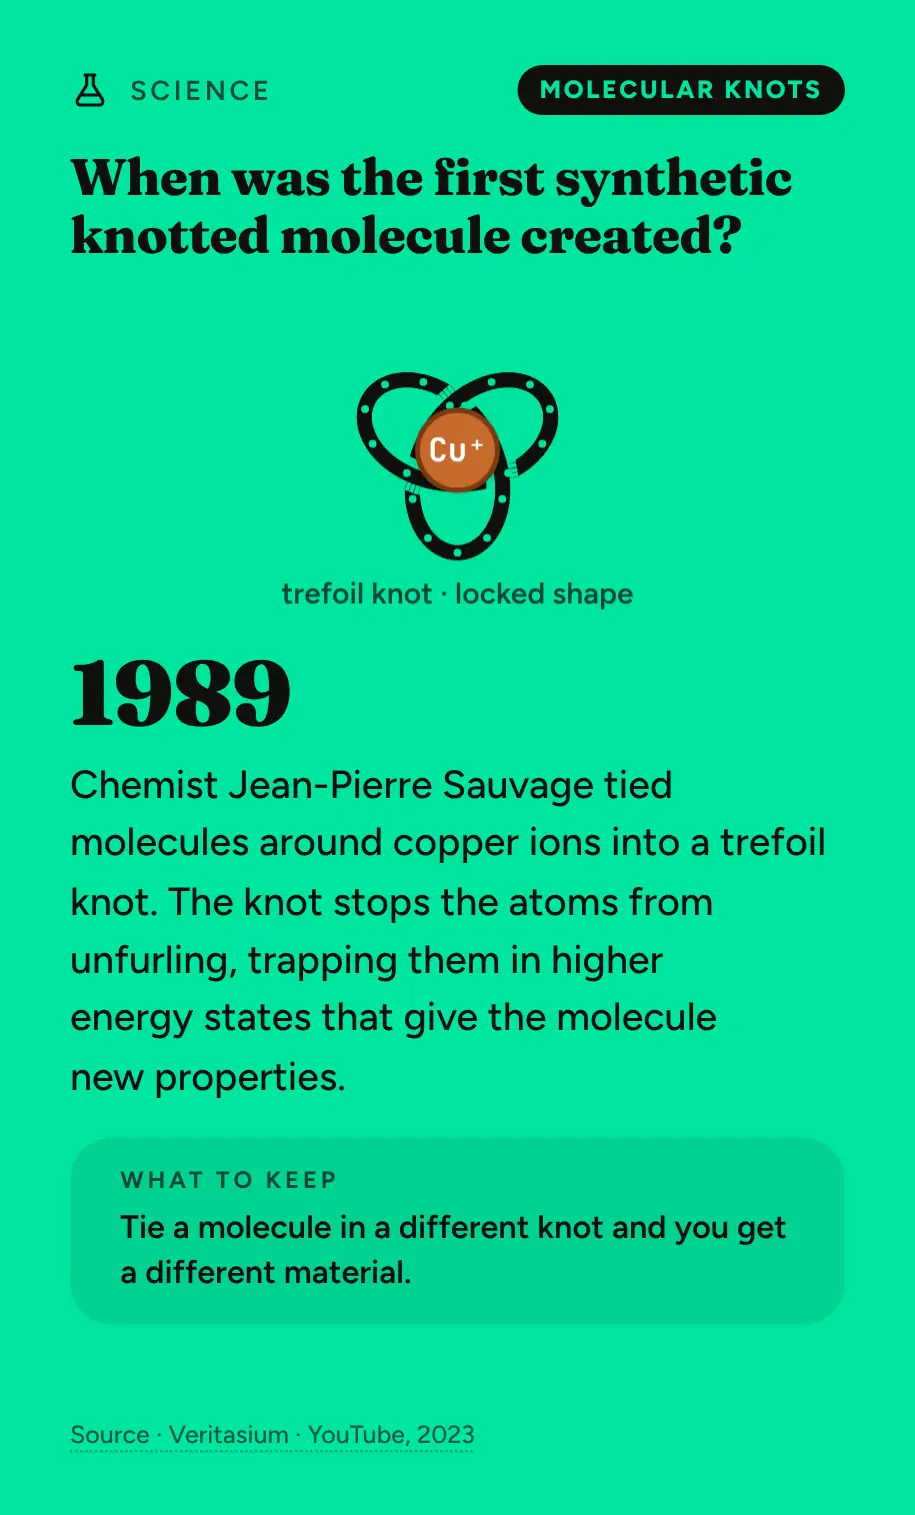 SCIENCE
MOLECULAR KNOTS
When was the first synthetic
knotted molecule created?
Cu⁺
trefoil knot · locked shape
1989
Chemist Jean-Pierre Sauvage tied
molecules around copper ions into a trefoil
knot. The knot stops the atoms from
unfurling, trapping them in higher
energy states that give the molecule
new properties.
WHAT TO KEEP
Tie a molecule in a different knot and you get
a different material.
Source · Veritasium · YouTube, 2023